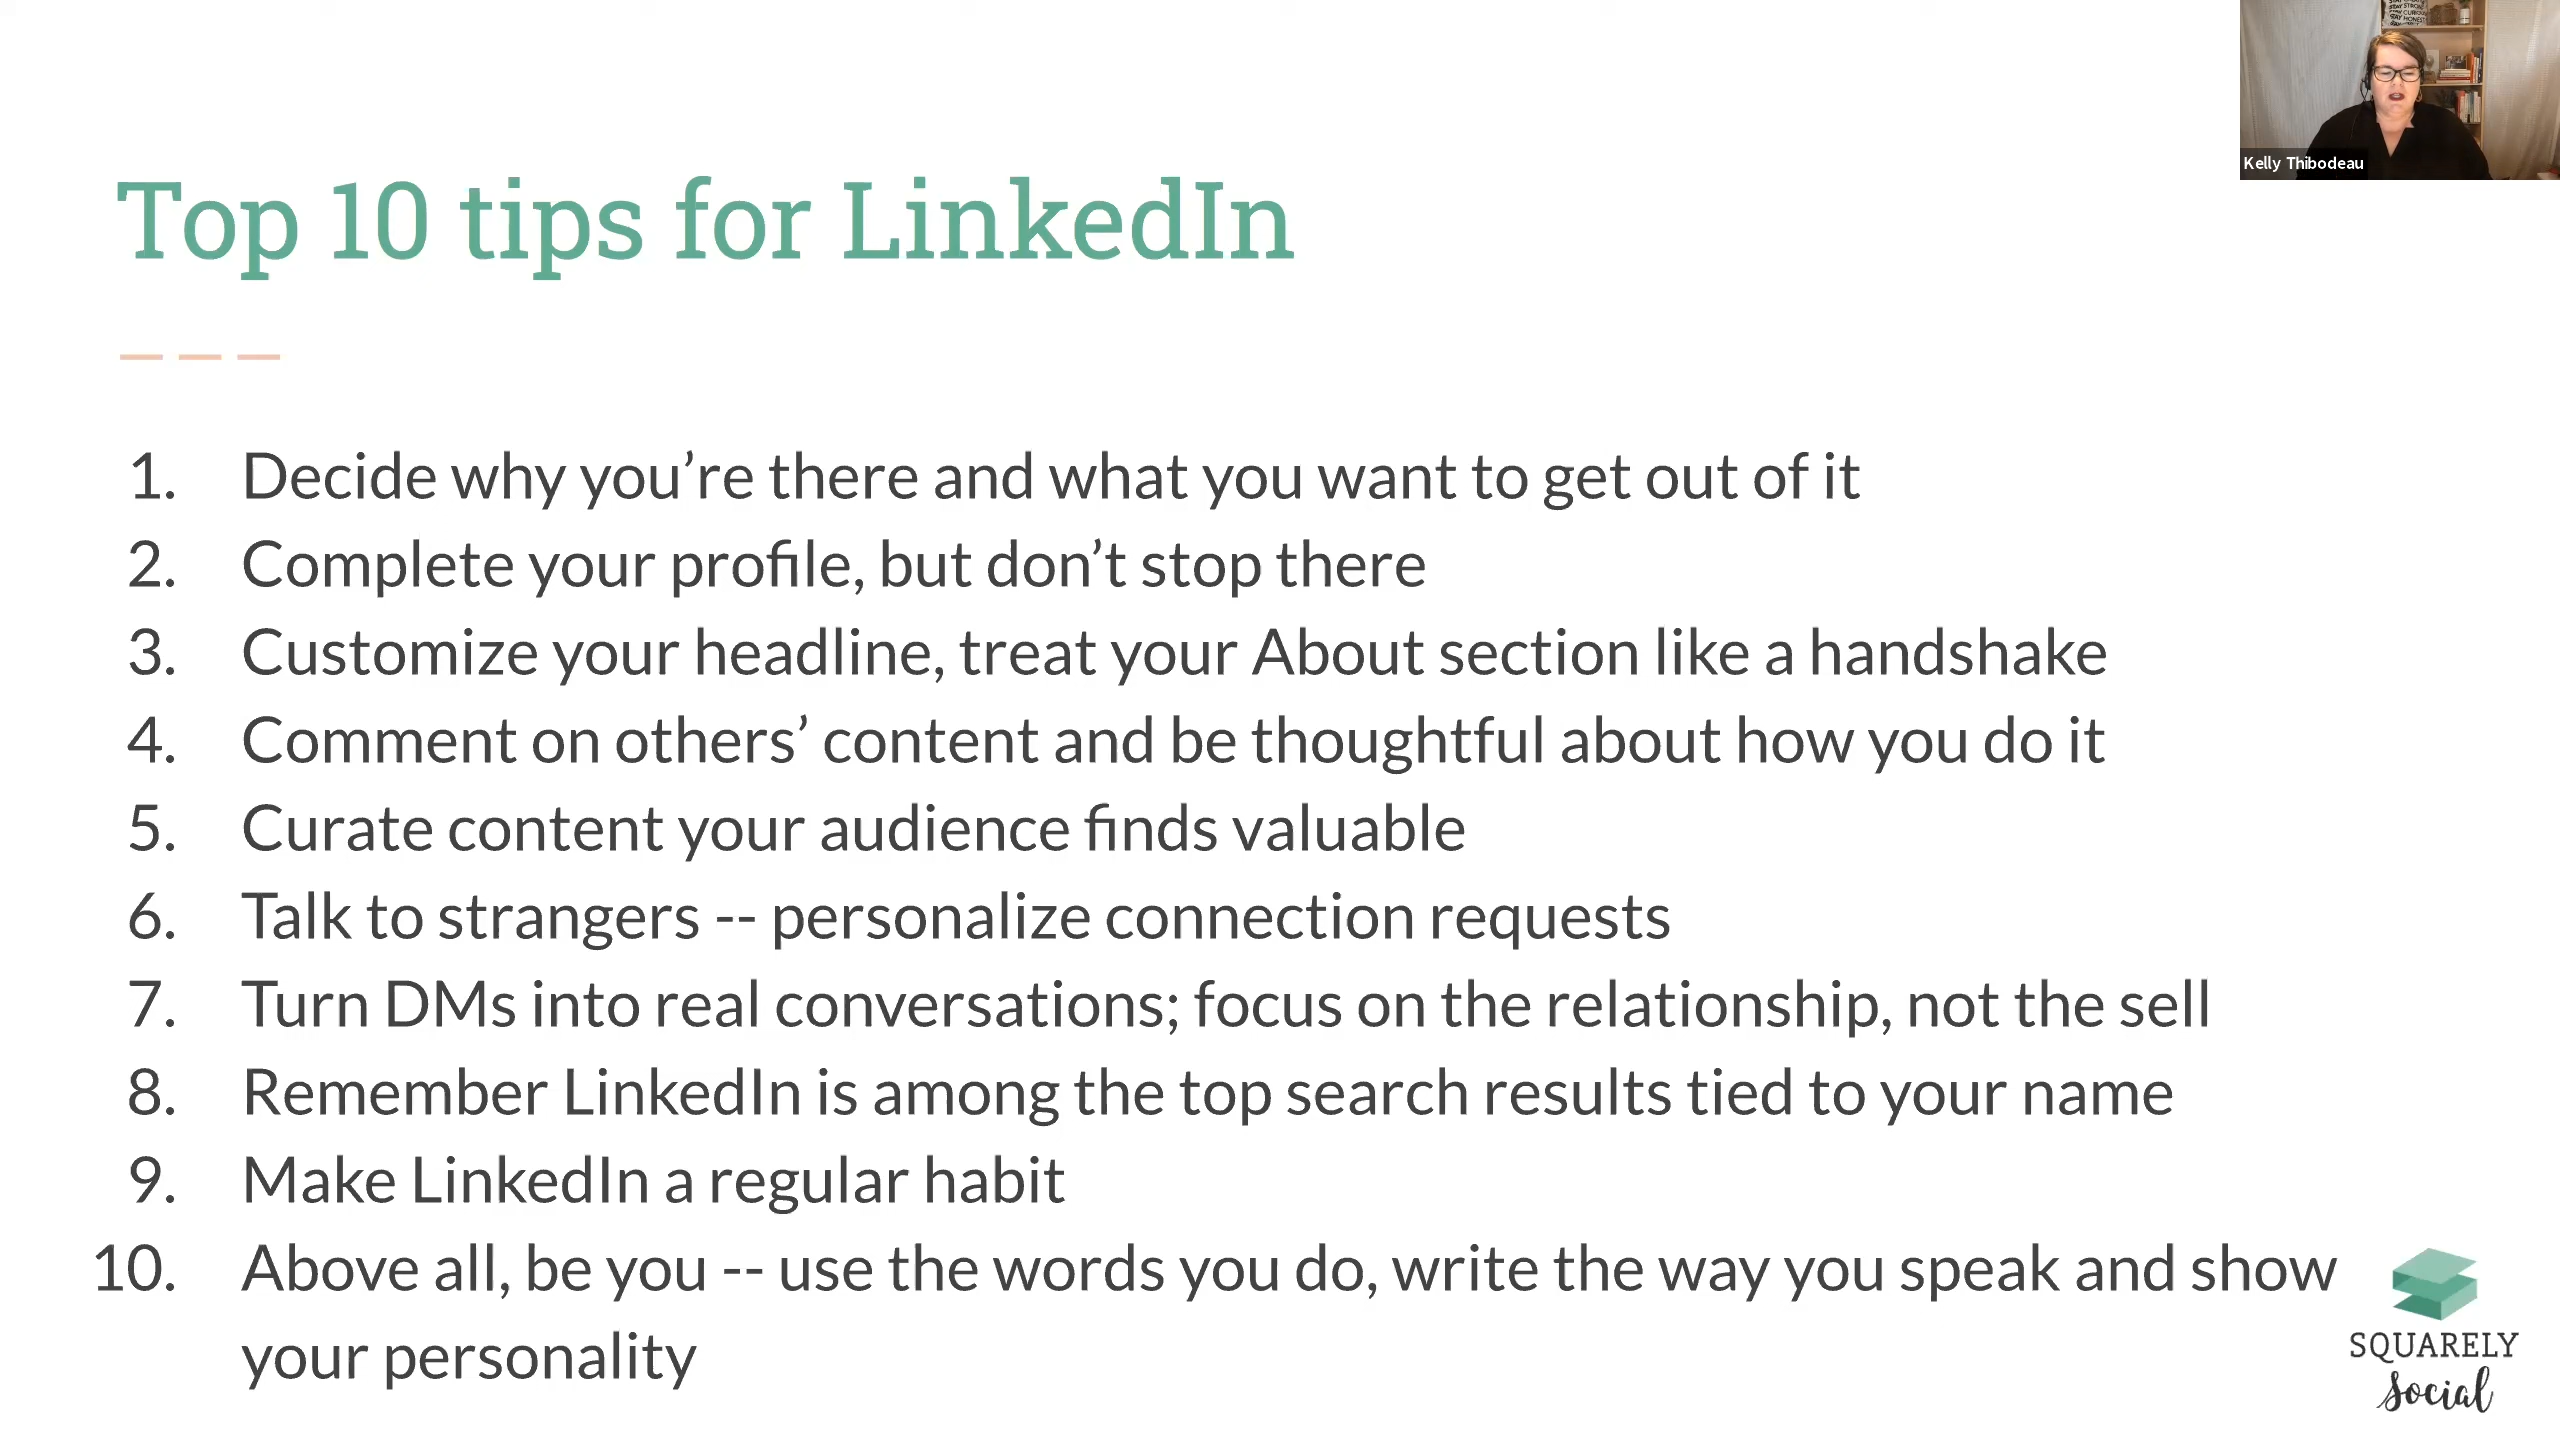 STAY STRONG
STAY CURIOUS
STAY HONEST
Kelly Thibodeau
Top 10 tips for LinkedIn
1. Decide why you’re there and what you want to get out of it
2. Complete your profile, but don’t stop there
3. Customize your headline, treat your About section like a handshake
4. Comment on others’ content and be thoughtful about how you do it
5. Curate content your audience finds valuable
6. Talk to strangers -- personalize connection requests
7. Turn DMs into real conversations; focus on the relationship, not the sell
8. Remember LinkedIn is among the top search results tied to your name
9. Make LinkedIn a regular habit
10. Above all, be you -- use the words you do, write the way you speak and show
your personality
SQUARELY
Social